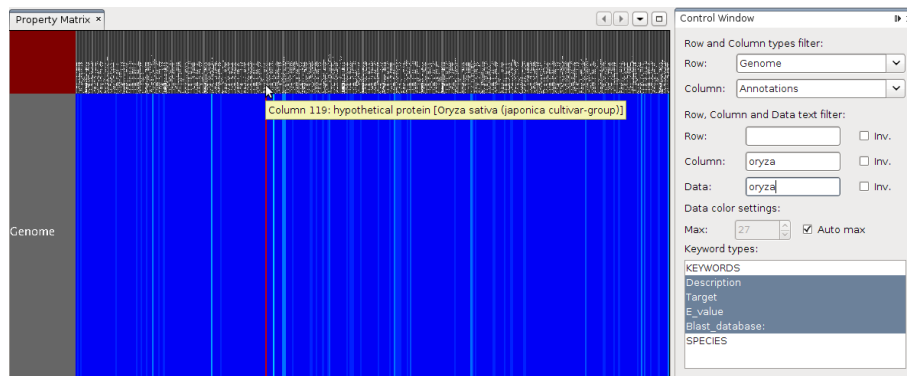 Property Matrix ×
Column 119: hypothetical protein [Oryza sativa (japonica cultivar-group)]
Genome
Control Window
Row and Column types filter:
Row: Genome
Column: Annotations
Row, Column and Data text filter:
Row: Inv.
Column: oryza Inv.
Data: oryza Inv.
Data color settings:
Max: 27 Auto max
Keyword types:
KEYWORDS
Description
Target
E_value
Blast_database:
SPECIES